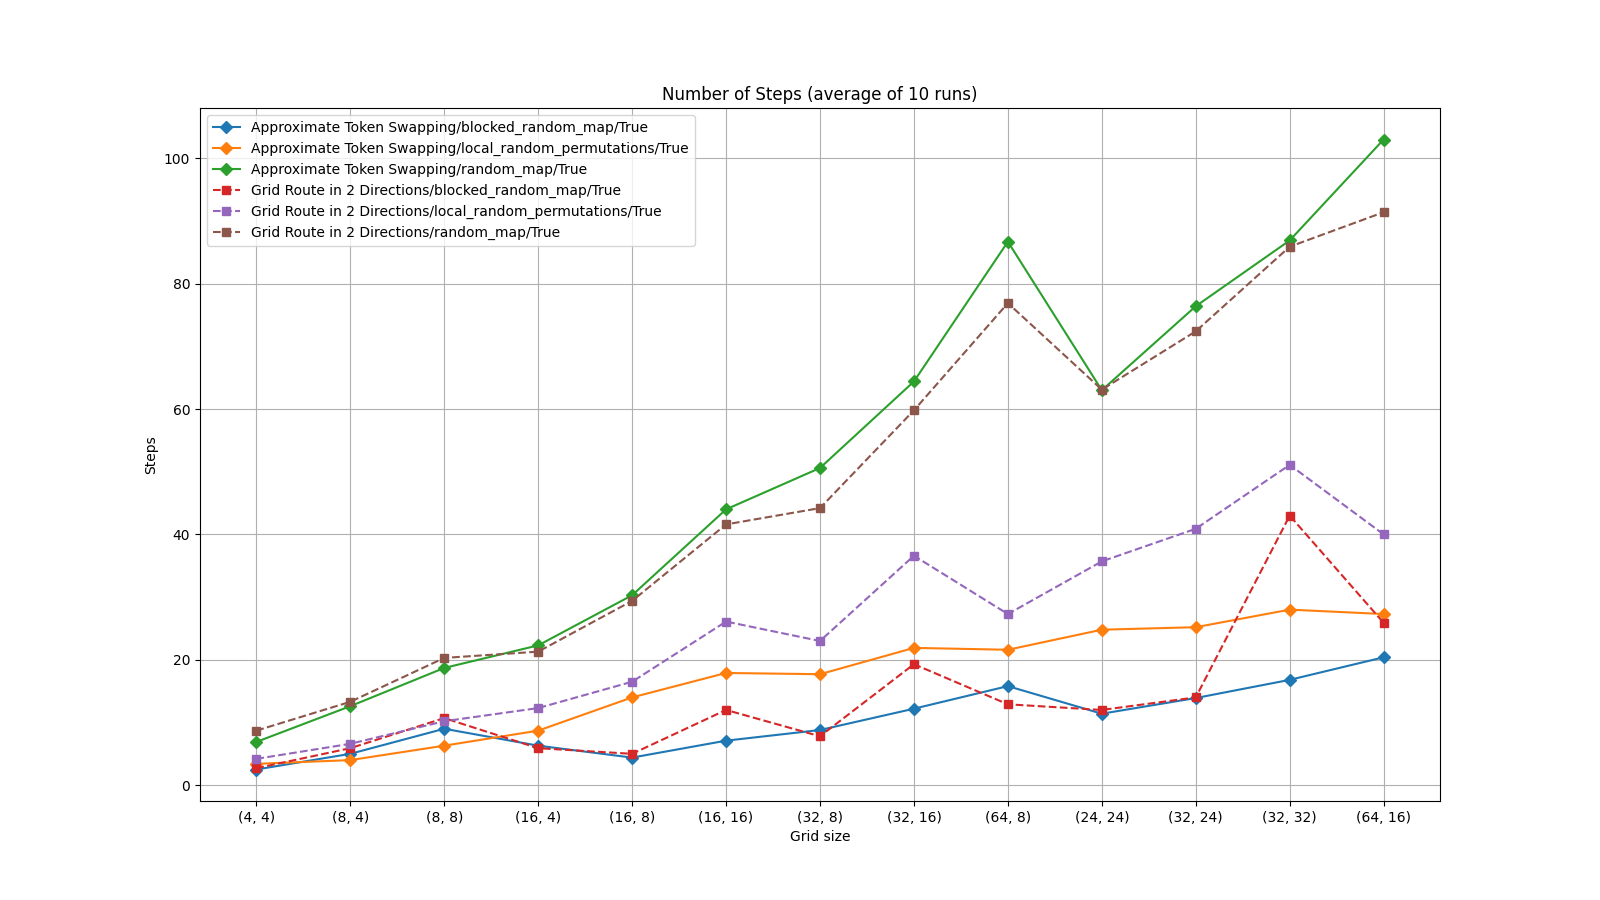 Number of Steps (average of 10 runs)
Approximate Token Swapping/blocked_random_map/True
Approximate Token Swapping/local_random_permutations/True
Approximate Token Swapping/random_map/True
Grid Route in 2 Directions/blocked_random_map/True
Grid Route in 2 Directions/local_random_permutations/True
Grid Route in 2 Directions/random_map/True
100
80
60
40
20
0
Steps
(4, 4) (8, 4) (8, 8) (16, 4) (16, 8) (16, 16) (32, 8) (32, 16) (64, 8) (24, 24) (32, 24) (32, 32) (64, 16)
Grid size